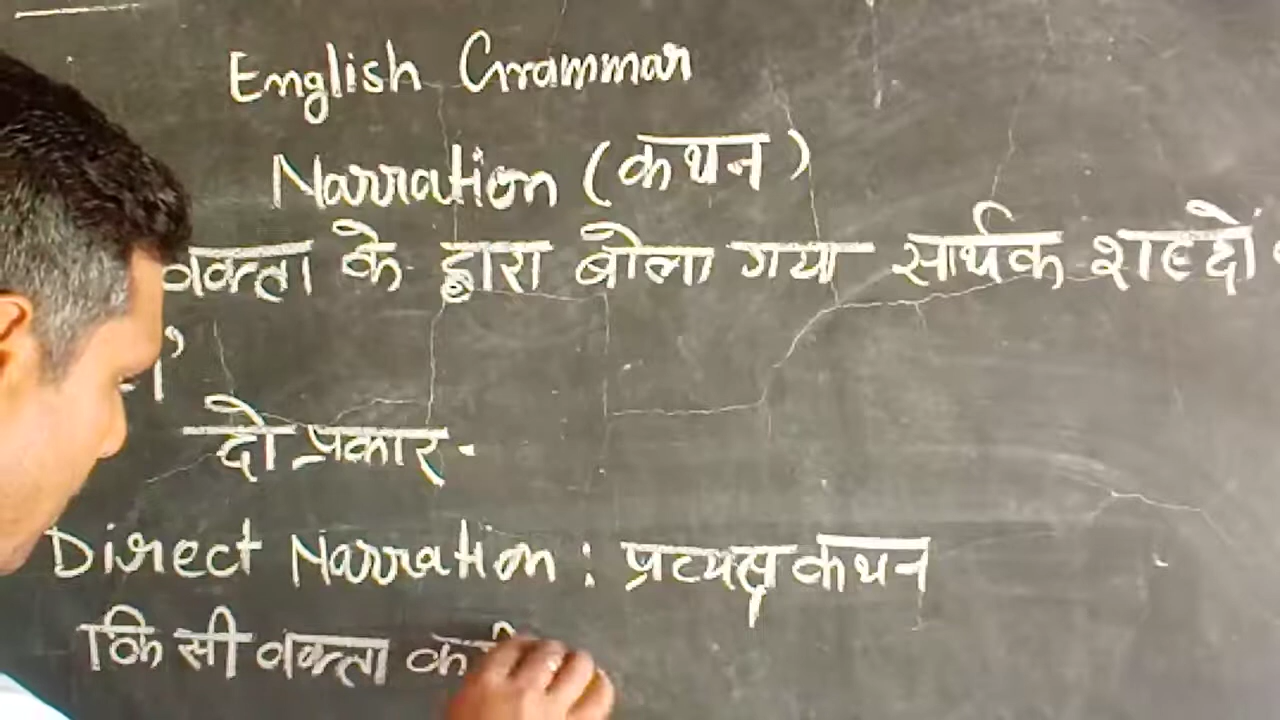 English Grammar
Narration (कथन)
वक्ता के द्वारा बोला गया सार्थक शब्दों
दो प्रकार.
Direct Narration : प्रत्यक्ष कथन
किसी वक्ता